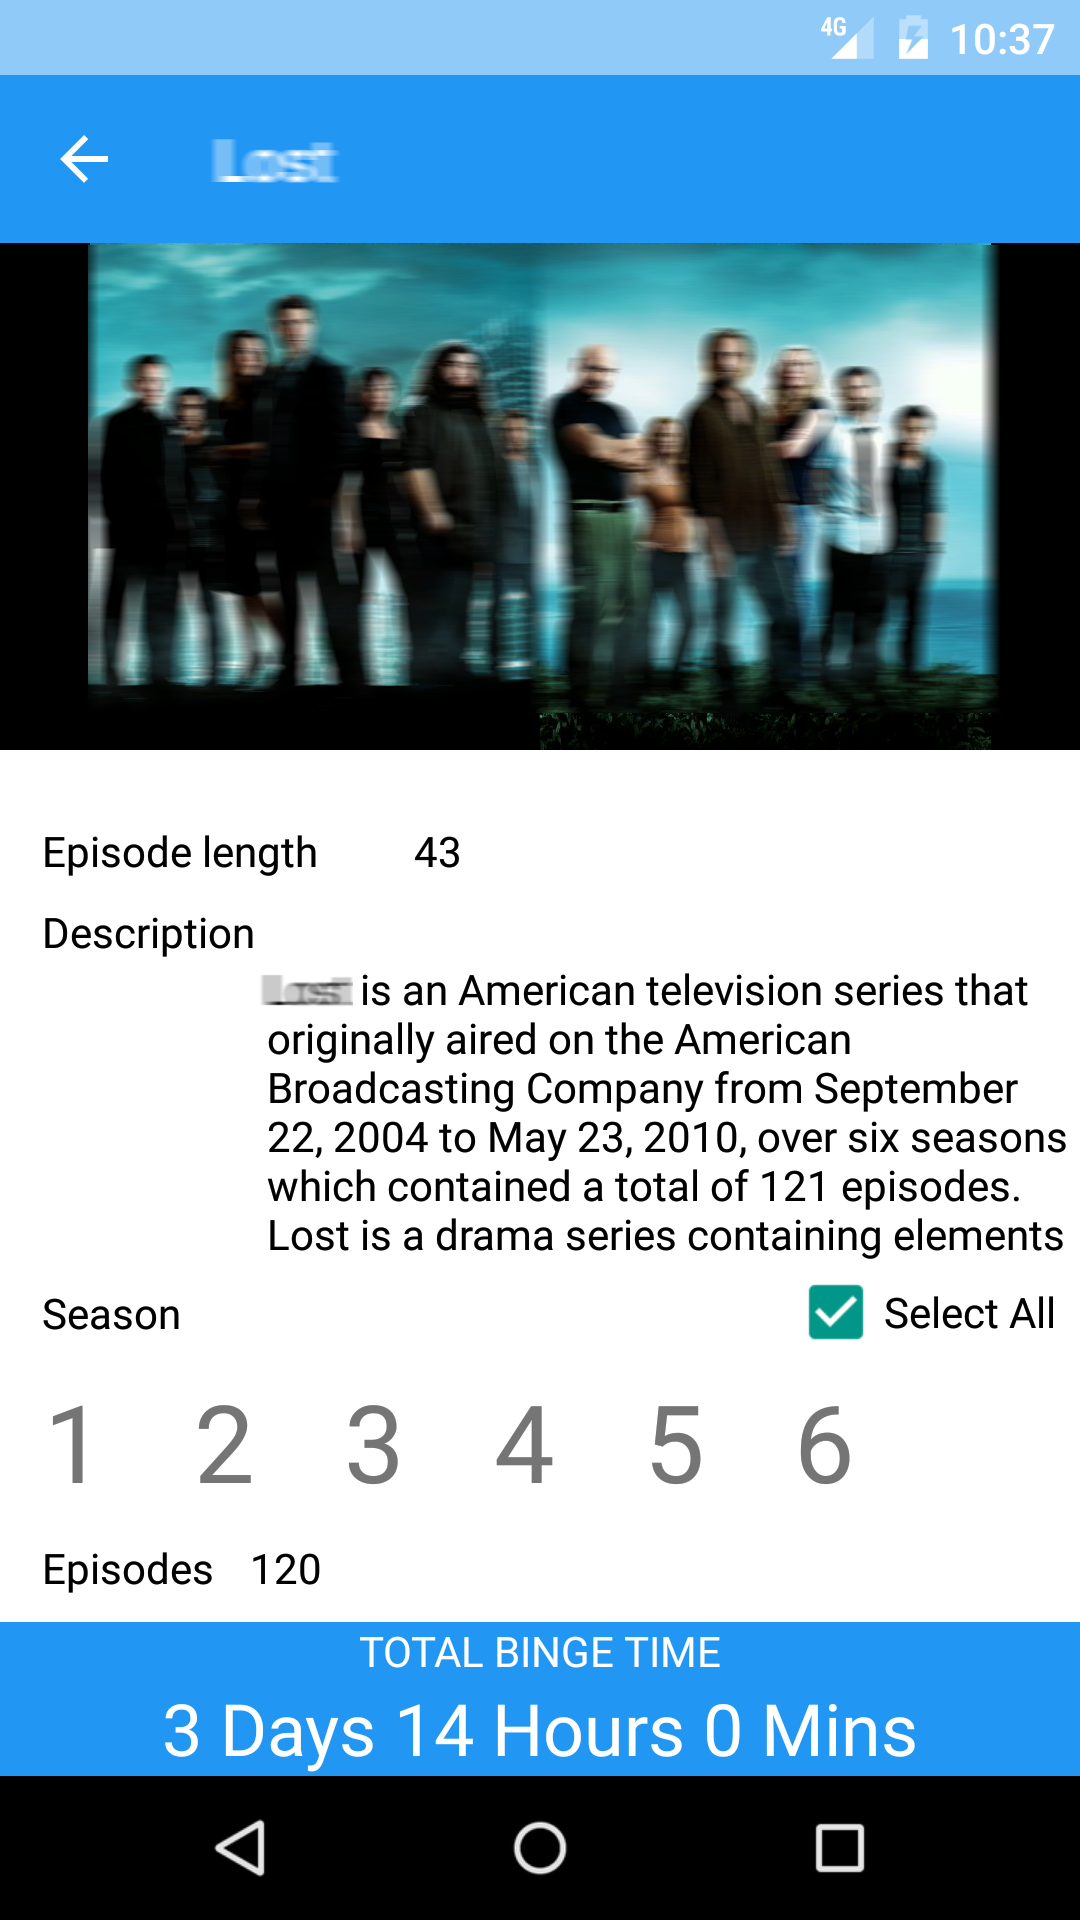 4G 10:37
Lost
Episode length 43
Description
Lost is an American television series that
originally aired on the American
Broadcasting Company from September
22, 2004 to May 23, 2010, over six seasons
which contained a total of 121 episodes.
Lost is a drama series containing elements
Season Select All
1 2 3 4 5 6
Episodes 120
TOTAL BINGE TIME
3 Days 14 Hours 0 Mins